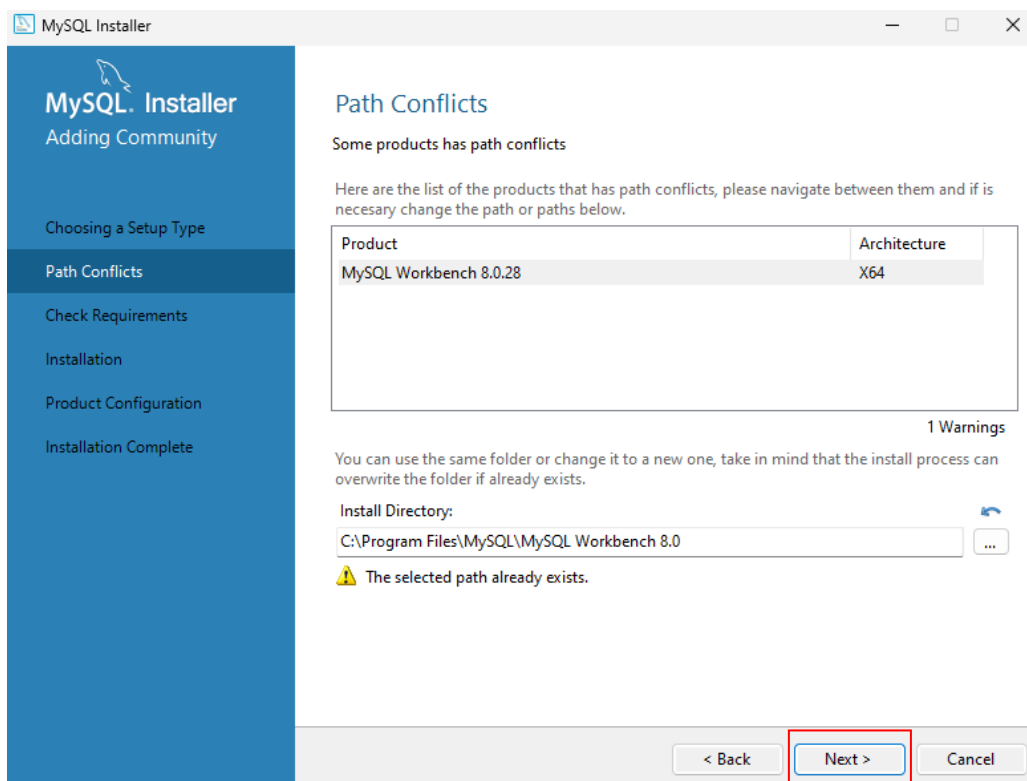 MySQL Installer
MySQL. Installer
Adding Community
Choosing a Setup Type
Path Conflicts
Check Requirements
Installation
Product Configuration
Installation Complete
Path Conflicts
Some products has path conflicts
Here are the list of the products that has path conflicts, please navigate between them and if is
necesary change the path or paths below.
Product Architecture
MySQL Workbench 8.0.28 X64
1 Warnings
You can use the same folder or change it to a new one, take in mind that the install process can
overwrite the folder if already exists.
Install Directory:
C:\Program Files\MySQL\MySQL Workbench 8.0
...
The selected path already exists.
< Back Next > Cancel